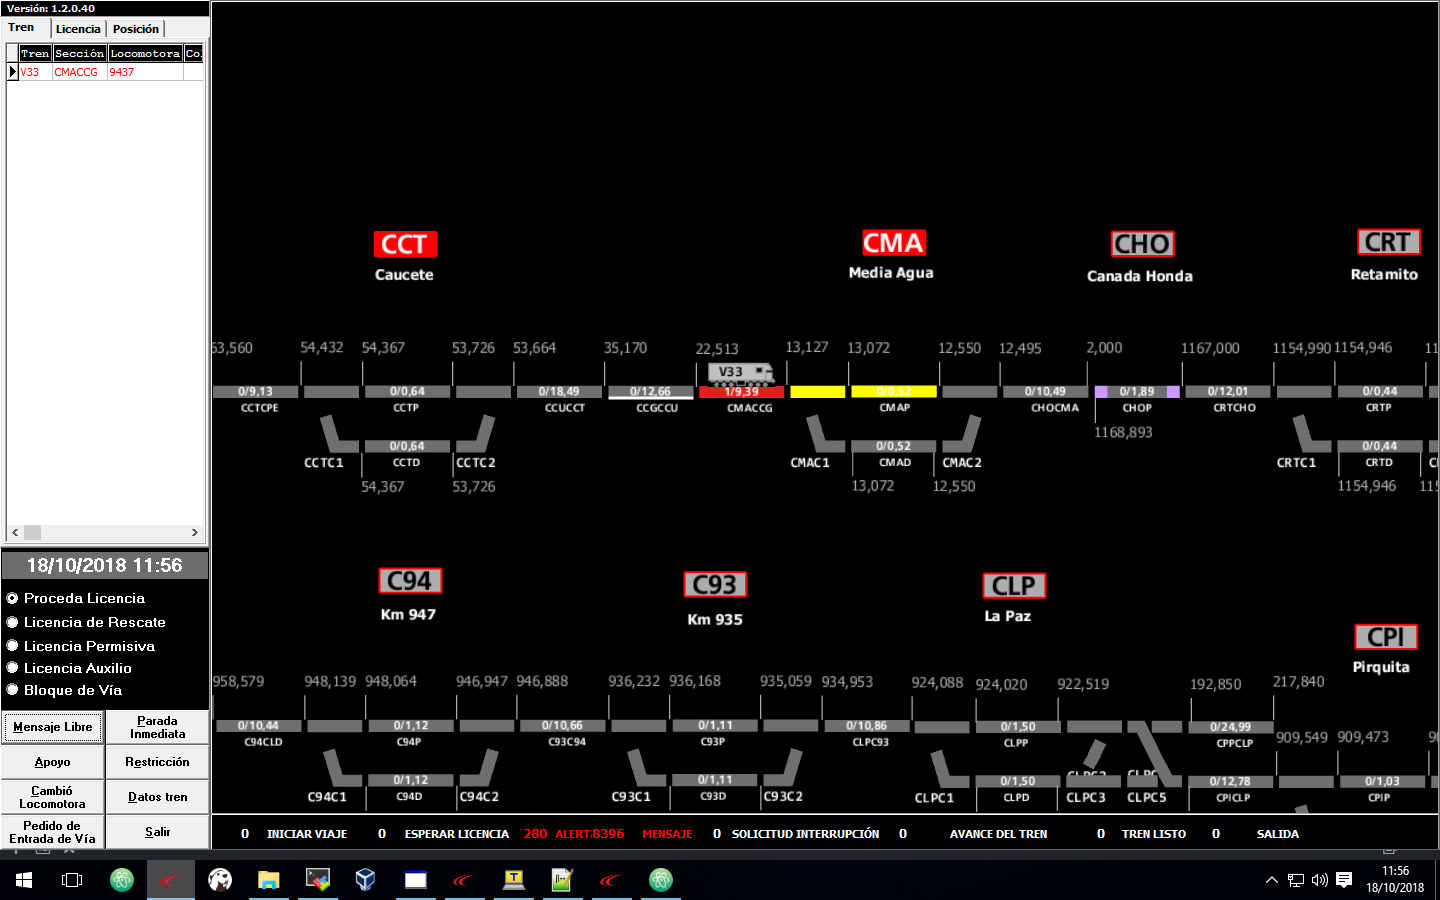 Versión: 1.2.0.40
Tren Licencia Posición
Tren Sección Locomotora Co
V33 CMACCG 9437
18/10/2018 11:56
Proceda Licencia
Licencia de Rescate
Licencia Permisiva
Licencia Auxilio
Bloque de Vía
Mensaje Libre
Parada Inmediata
Apoyo
Restricción
Cambió Locomotora
Datos tren
Pedido de Entrada de Vía
Salir
CCT CMA CHO CRT
Caucete Media Agua Canada Honda Retamito
53,560 54,432 54,367 53,726 53,664 35,170 22,513 13,127 13,072 12,550 12,495 2,000 1167,000 1154,990 1154,946
V33
0/9,13 0/0,64 0/18,49 0/12,66 1/9,39 0/0,52 0/10,49 0/1,89 0/12,01 0/0,44
CCTCPE CCTP CCUCCT CCGCCU CMACCG CMAP CHOCMA CHOP CRTCHO CRTP
1168,893
0/0,64 0/0,52 0/0,44
CCTC1 CCTD CCTC2 CMAC1 CMAD CMAC2 CRTC1 CRTD
54,367 53,726 13,072 12,550 1154,946
C94 C93 CLP
Km 947 Km 935 La Paz
CPI
Pirquita
958,579 948,139 948,064 946,947 946,888 936,232 936,168 935,059 934,953 924,088 924,020 922,519 192,850 217,840
0/10,44 0/1,12 0/10,66 0/1,11 0/10,86 0/1,50 0/24,99
C94CLD C94P C93C94 C93P CLPC93 CLPP CPPCLP
909,549 909,473
0/1,12 0/1,11 0/1,50 0/12,78 0/1,03
C94C1 C94D C94C2 C93C1 C93D C93C2 CLPC1 CLPD CLPC3 CLPC5 CPICLP CPIP
0 INICIAR VIAJE 0 ESPERAR LICENCIA 280 ALERT. 8396 MENSAJE 0 SOLICITUD INTERRUPCIÓN 0 AVANCE DEL TREN 0 TREN LISTO 0 SALIDA
11:56
18/10/2018